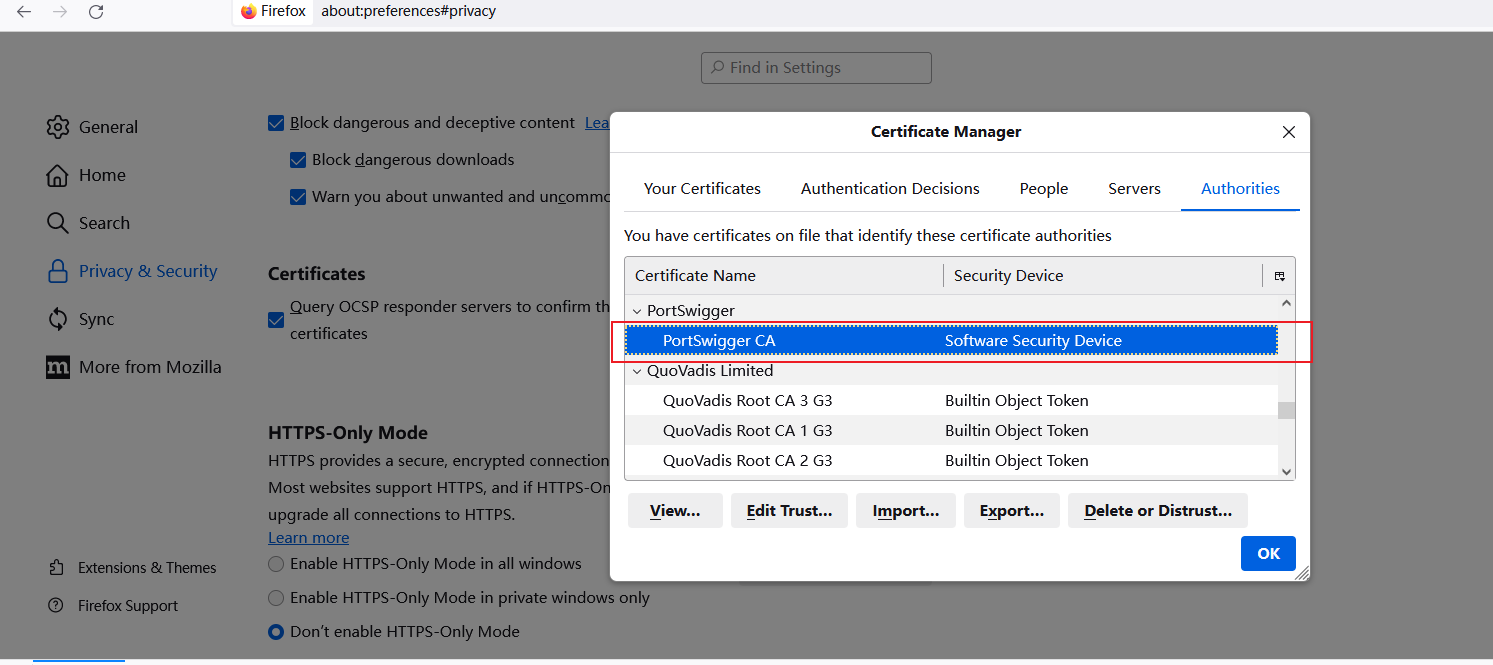 Firefox about:preferences#privacy
Find in Settings
General
Home
Search
Privacy & Security
Sync
More from Mozilla
Extensions & Themes
Firefox Support
Block dangerous and deceptive content Lea
Block dangerous downloads
Warn you about unwanted and uncommo
Certificates
Query OCSP responder servers to confirm th
certificates
HTTPS-Only Mode
HTTPS provides a secure, encrypted connection
Most websites support HTTPS, and if HTTPS-On
upgrade all connections to HTTPS.
Learn more
Enable HTTPS-Only Mode in all windows
Enable HTTPS-Only Mode in private windows only
Don't enable HTTPS-Only Mode
Certificate Manager
Your Certificates Authentication Decisions People Servers Authorities
You have certificates on file that identify these certificate authorities
Certificate Name Security Device
PortSwigger
PortSwigger CA Software Security Device
QuoVadis Limited
QuoVadis Root CA 3 G3 Builtin Object Token
QuoVadis Root CA 1 G3 Builtin Object Token
QuoVadis Root CA 2 G3 Builtin Object Token
View... Edit Trust... Import... Export... Delete or Distrust...
OK